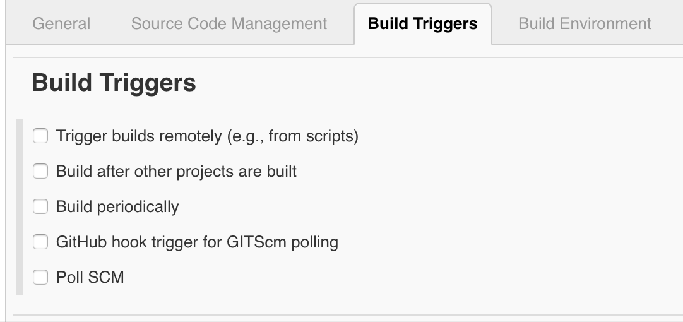 General Source Code Management Build Triggers Build Environment
Build Triggers
Trigger builds remotely (e.g., from scripts)
Build after other projects are built
Build periodically
GitHub hook trigger for GITScm polling
Poll SCM